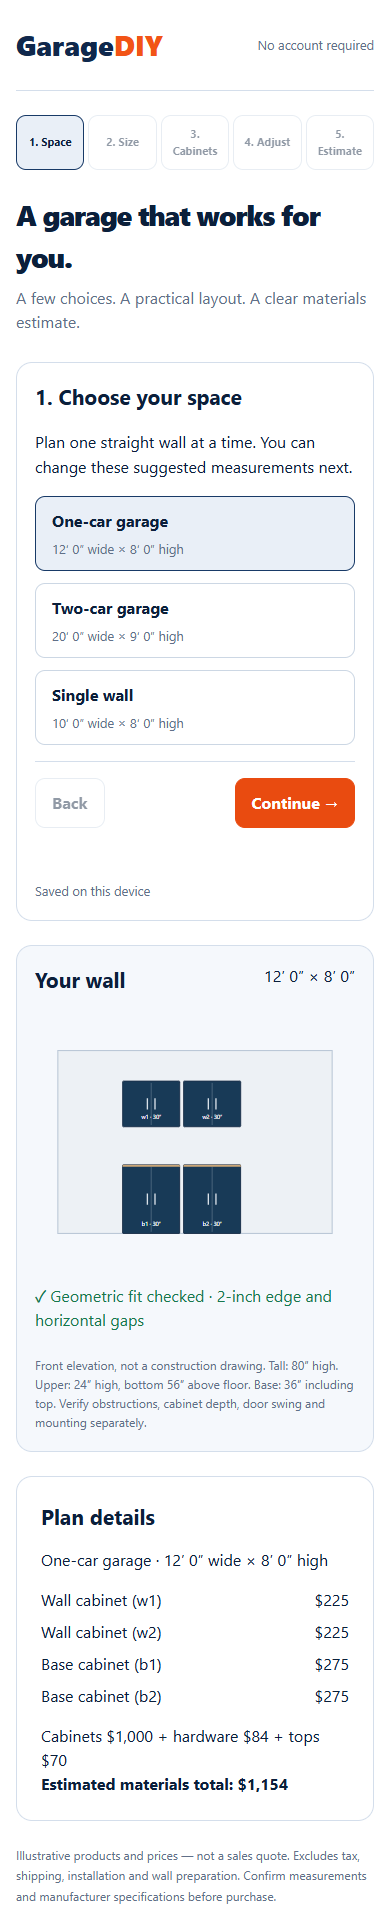 GarageDIY
No account required
1. Space
2. Size
3.
Cabinets
4. Adjust
5.
Estimate
A garage that works for
you.
A few choices. A practical layout. A clear materials
estimate.
1. Choose your space
Plan one straight wall at a time. You can
change these suggested measurements next.
One-car garage
12′ 0″ wide × 8′ 0″ high
Two-car garage
20′ 0″ wide × 9′ 0″ high
Single wall
10′ 0″ wide × 8′ 0″ high
Back
Continue →
Saved on this device
Your wall
12′ 0″ × 8′ 0″
w1 · 30″
w2 · 30″
b1 · 30″
b2 · 30″
✓ Geometric fit checked · 2-inch edge and
horizontal gaps
Front elevation, not a construction drawing. Tall: 80″ high.
Upper: 24″ high, bottom 56″ above floor. Base: 36″ including
top. Verify obstructions, cabinet depth, door swing and
mounting separately.
Plan details
One-car garage · 12′ 0″ wide × 8′ 0″ high
Wall cabinet (w1) $225
Wall cabinet (w2) $225
Base cabinet (b1) $275
Base cabinet (b2) $275
Cabinets $1,000 + hardware $84 + tops
$70
Estimated materials total: $1,154
Illustrative products and prices — not a sales quote. Excludes tax,
shipping, installation and wall preparation. Confirm measurements
and manufacturer specifications before purchase.